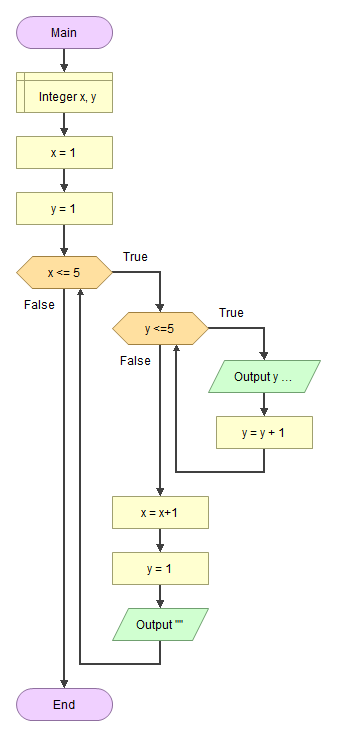 Main
Integer x, y
x = 1
y = 1
x <= 5
True
False
y <=5
True
False
Output y ...
y = y + 1
x = x+1
y = 1
Output ""
End